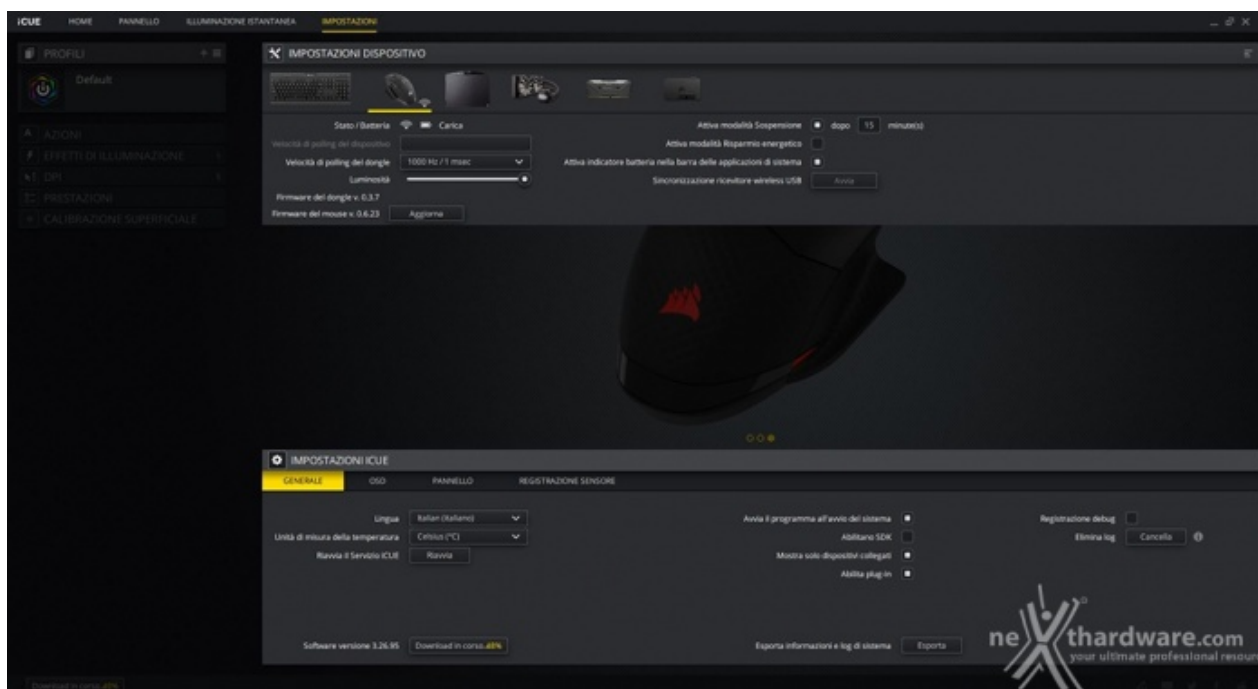 iCUE HOME PANNELLO ILLUMINAZIONE ISTANTANEA IMPOSTAZIONI
PROFILI
Default
AZIONI
EFFETTI DI ILLUMINAZIONE
DPI
PRESTAZIONI
CALIBRAZIONE SUPERFICIALE
IMPOSTAZIONI DISPOSITIVO
Stato / Batteria Carica
Velocità di polling del dispositivo
Velocità di polling del dongle 1000 Hz / 1 msec
Luminosità
Firmware del dongle v. 0.3.7
Firmware del mouse v. 0.6.23 Aggiorna
Attiva modalità Sospensione dopo 15 minute(s)
Attiva modalità Risparmio energetico
Attiva indicatore batteria nella barra delle applicazioni di sistema
Sincronizzazione ricevitore wireless USB Avvia
IMPOSTAZIONI ICUE
GENERALE OSD PANNELLO REGISTRAZIONE SENSORE
Lingua Italian (Italiano)
Unità di misura della temperatura Celsius (°C)
Riavvia il Servizio iCUE Riavvia
Avvia il programma all'avvio del sistema
Abilitano SDK
Mostra solo dispositivi collegati
Abilita plug-in
Registrazione debug
Elimina log Cancella
Software versione 3.26.95 Download in corso.48%
Esporta informazioni e log di sistema Esporta
nexthardware.com
your ultimate professional resour
Download in corso.